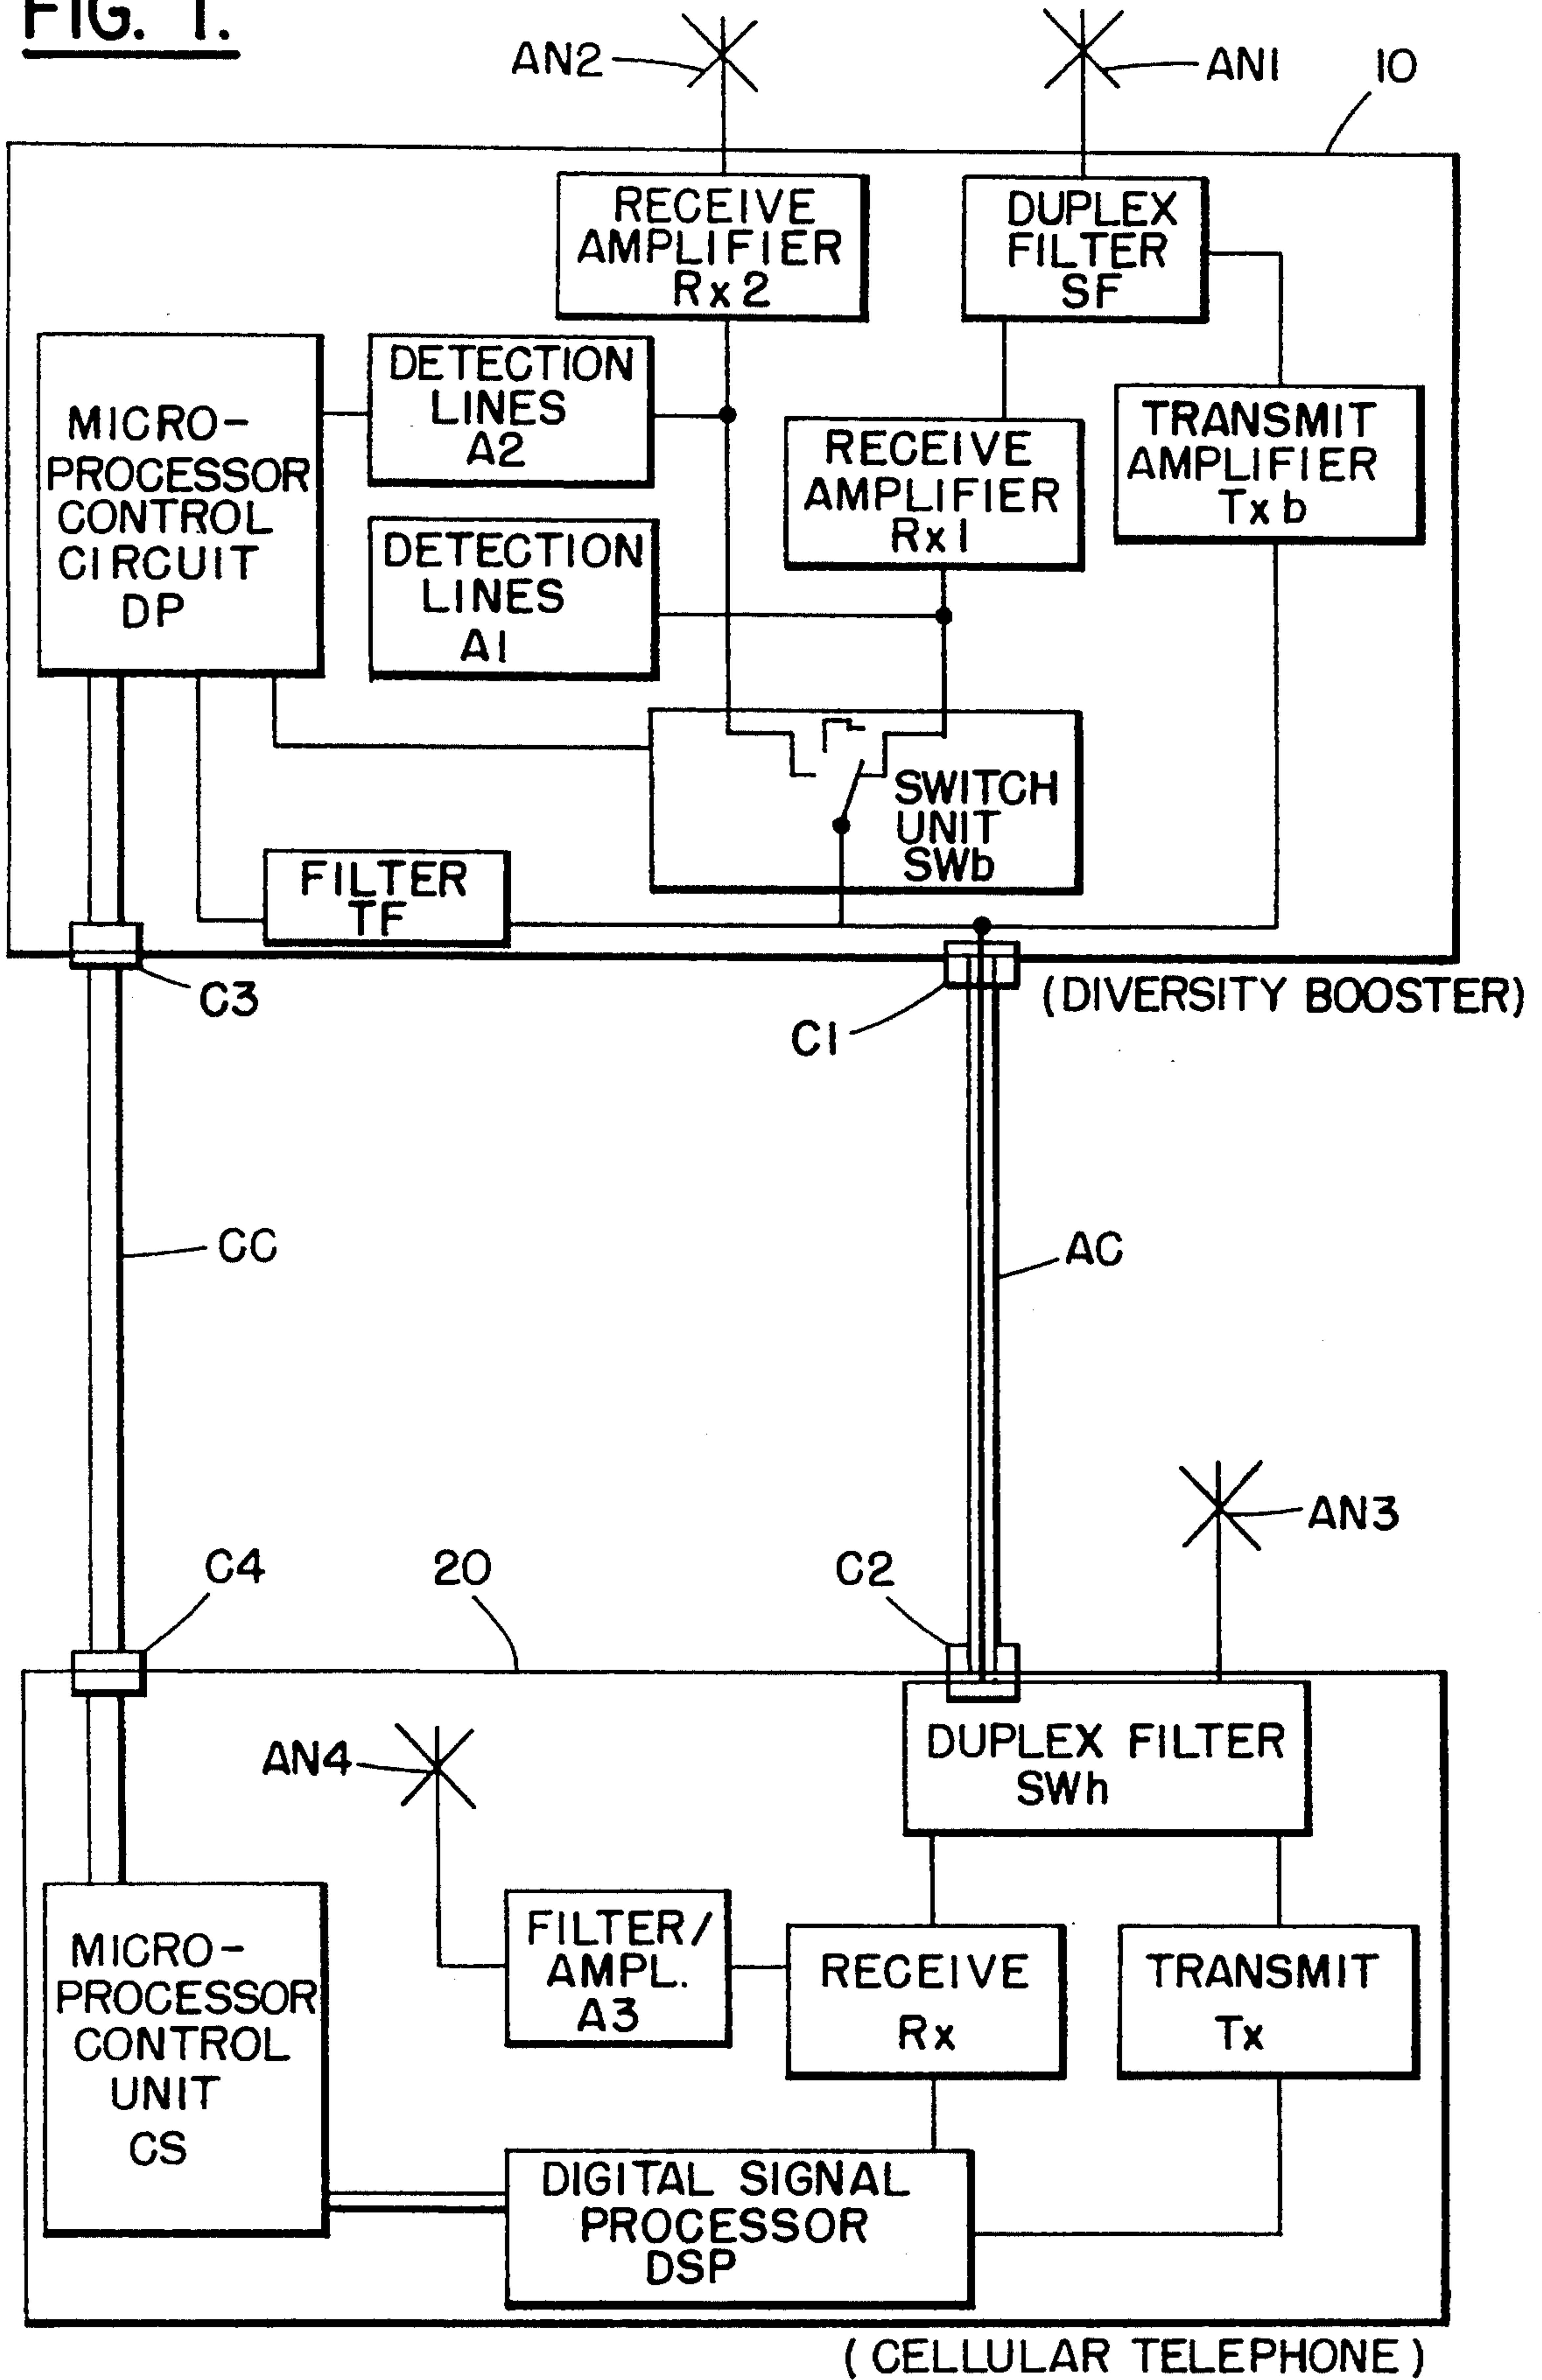 FIG. 1.
AN2
AN1
10
RECEIVE
AMPLIFIER
Rx2
DUPLEX
FILTER
SF
MICRO-
PROCESSOR
CONTROL
CIRCUIT
DP
DETECTION
LINES
A2
DETECTION
LINES
A1
RECEIVE
AMPLIFIER
Rx1
TRANSMIT
AMPLIFIER
Txb
SWITCH
UNIT
SWb
FILTER
TF
C3
C1
(DIVERSITY BOOSTER)
CC
AC
AN3
C4
20
C2
AN4
DUPLEX FILTER
SWh
MICRO-
PROCESSOR
CONTROL
UNIT
CS
FILTER/
AMPL.
A3
RECEIVE
Rx
TRANSMIT
Tx
DIGITAL SIGNAL
PROCESSOR
DSP
(CELLULAR TELEPHONE)